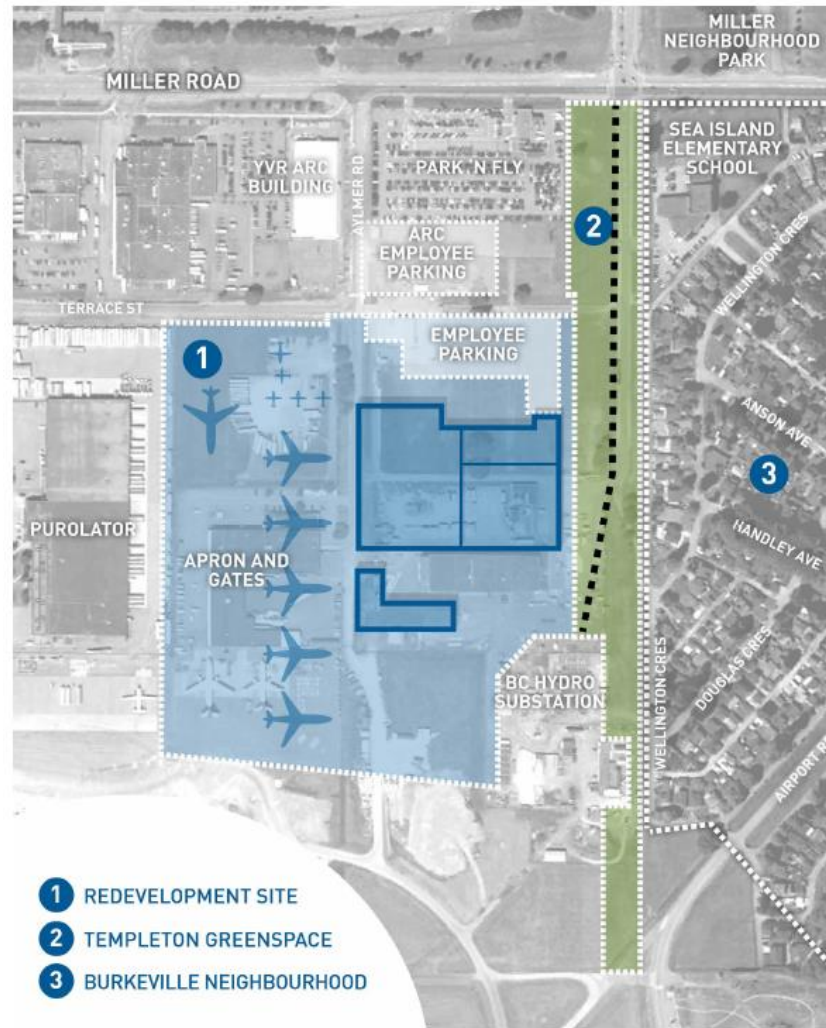 MILLER
NEIGHBOURHOOD
PARK
MILLER ROAD
SEA ISLAND
ELEMENTARY
SCHOOL
YVR ARC
BUILDING
AYLMER RD
PARK 'N FLY
2
ARC
EMPLOYEE
PARKING
WELLINGTON CRES
TERRACE ST
1
EMPLOYEE
PARKING
ANSON AVE
3
PUROLATOR
APRON AND
GATES
HANDLEY AVE
BC HYDRO
SUBSTATION
WELLINGTON CRES
DOUGLAS CRES
AIRPORT R
1 REDEVELOPMENT SITE
2 TEMPLETON GREENSPACE
3 BURKEVILLE NEIGHBOURHOOD